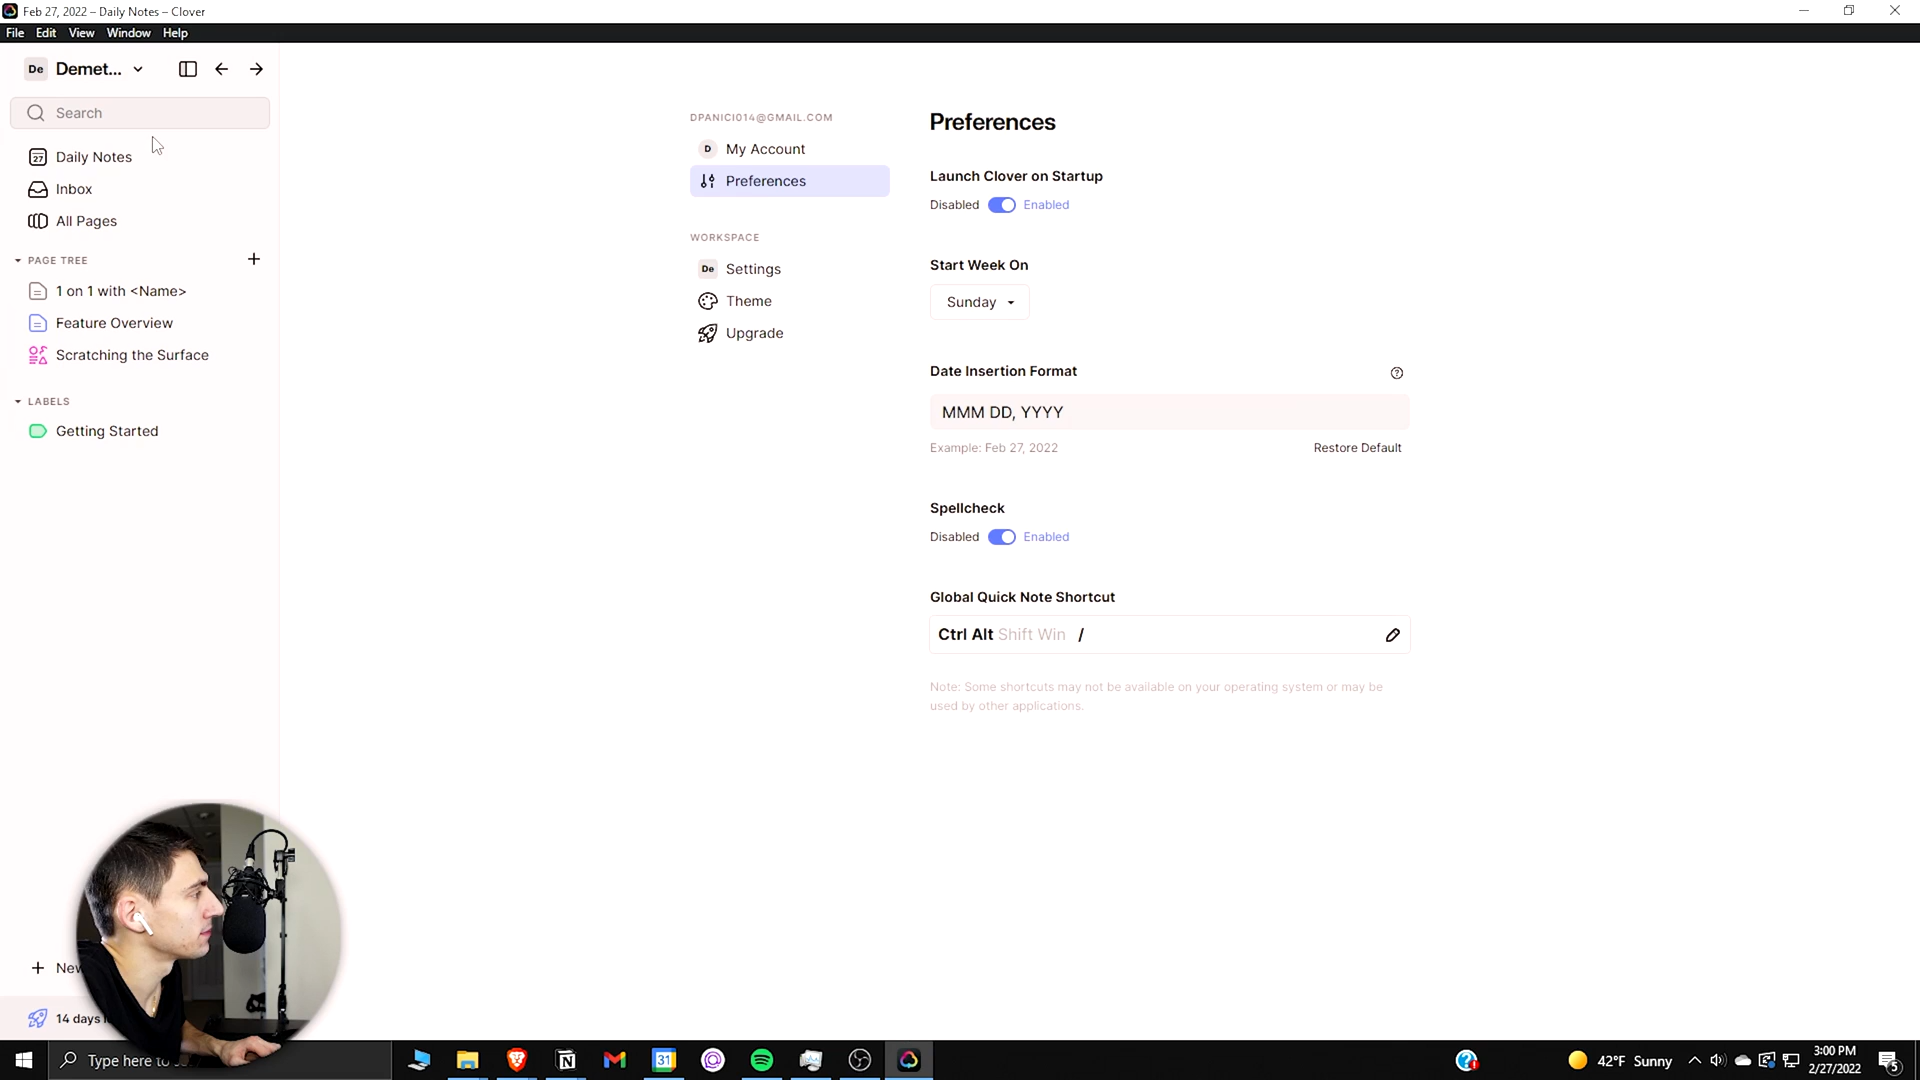 Feb 27, 2022 – Daily Notes – Clover
File Edit View Window Help
De Demet...
Search
27 Daily Notes
Inbox
All Pages
PAGE TREE
1 on 1 with <Name>
Feature Overview
Scratching the Surface
LABELS
Getting Started
New
14 days
DPANICI014@GMAIL.COM
D My Account
Preferences
WORKSPACE
De Settings
Theme
Upgrade
Preferences
Launch Clover on Startup
Disabled Enabled
Start Week On
Sunday
Date Insertion Format
MMM DD, YYYY
Example: Feb 27, 2022 Restore Default
Spellcheck
Disabled Enabled
Global Quick Note Shortcut
Ctrl Alt Shift Win /
Note: Some shortcuts may not be available on your operating system or may be
used by other applications.
Type here to
31
42°F Sunny
3:00 PM
2/27/2022
5